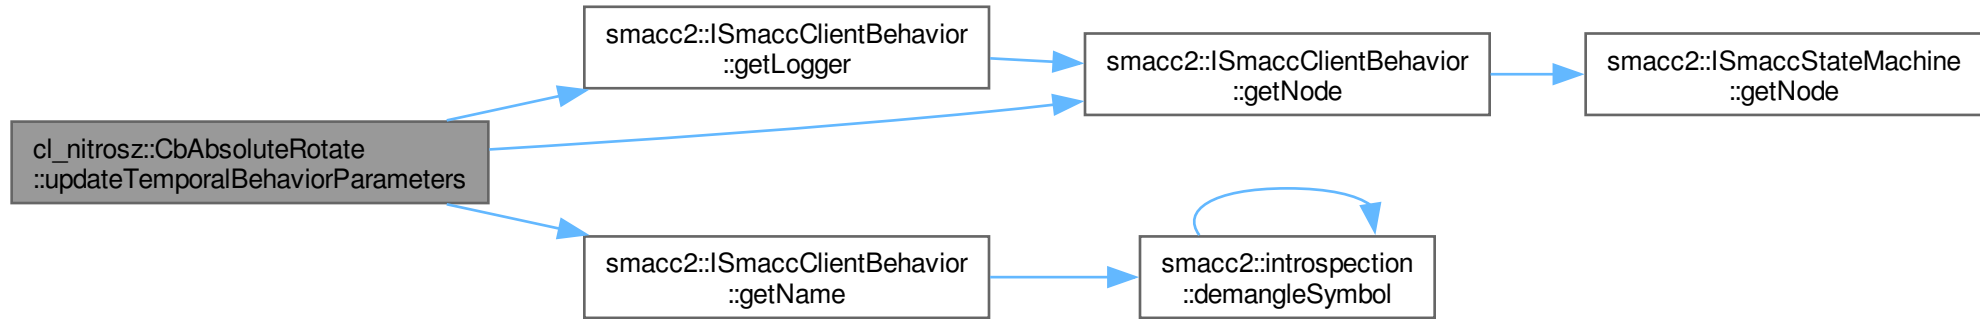 cl_nitrosz::CbAbsoluteRotate
::updateTemporalBehaviorParameters
smacc2::ISmaccClientBehavior
::getLogger
smacc2::ISmaccClientBehavior
::getNode
smacc2::ISmaccStateMachine
::getNode
smacc2::ISmaccClientBehavior
::getName
smacc2::introspection
::demangleSymbol